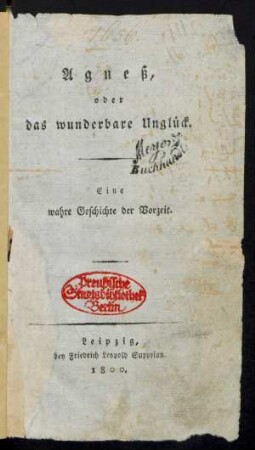 Agneß,
oder
das wunderbare Unglück.
Buchhandl
Eine
wahre Geschichte der Vorzeit.
Preußische
Staatsbibliothek
Berlin
Leipzig,
bey Friedrich Leopold Supprian.
1800.